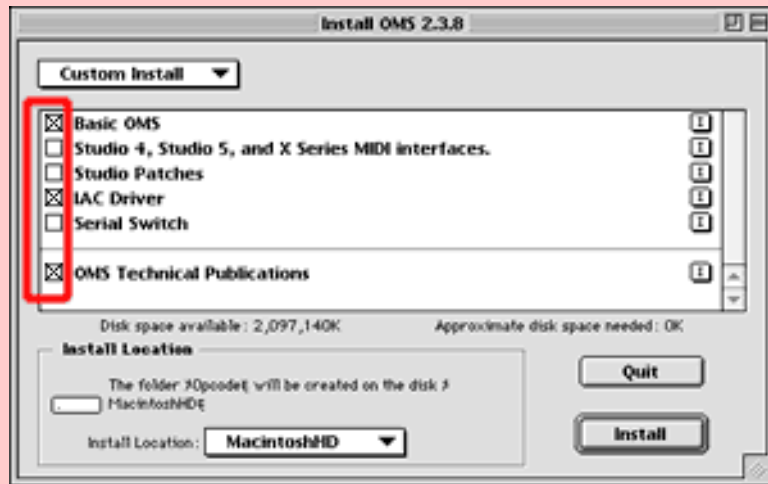 Install OMS 2.3.8
Custom Install
Basic OMS
Studio 4, Studio 5, and X Series MIDI interfaces.
Studio Patches
IAC Driver
Serial Switch
OMS Technical Publications
Disk space available: 2,097,140K Approximate disk space needed: 0K
Install Location
The folder will be created on the disk
MacintoshHD
Install Location: MacintoshHD
Quit
Install